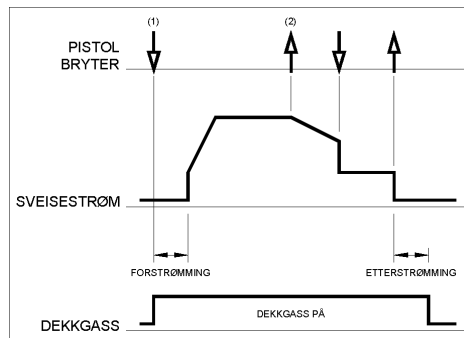 (1) (2)
PISTOL
BRYTER
SVEISESTRØM
FORSTRØMMING ETTERSTRØMMING
DEKKGASS PÅ
DEKKGASS